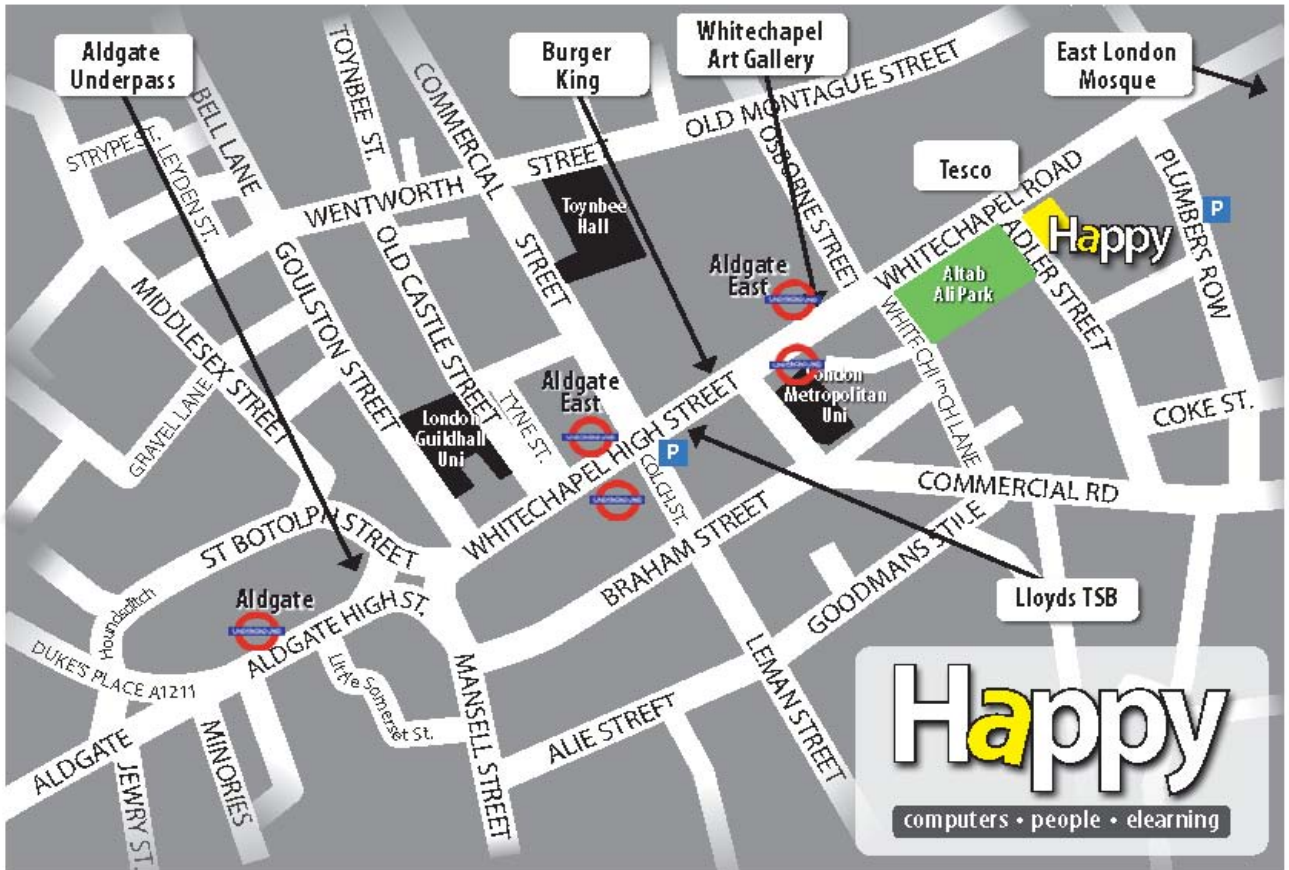 Aldgate
Underpass
TOYNBEE ST.
COMMERCIAL
STREET
Burger
King
Whitechapel
Art Gallery
OLD MONTAGUE STREET
East London
Mosque
BELL LANE
STRYPE ST.
LEYDEN ST.
WENTWORTH
STREET
OSBORNE STREET
Tesco
WHITECHAPEL ROAD
PLUMBERS ROW
P
Toynbee
Hall
Happy
ADLER STREET
Altab
Ali Park
Aldgate
East
UNDERGROUND
UNDERGROUND
London
Metropolitan
Uni
WHITECHURCH LANE
MIDDLESEX STREET
GOULSTON STREET
OLD CASTLE STREET
TYNE ST.
GRAVEL LANE
London
Guildhall
Uni
Aldgate
East
UNDERGROUND
UNDERGROUND
P
WHITECHAPEL HIGH STREET
COLCH. ST.
COKE ST.
COMMERCIAL RD
ST BOTOLPH STREET
BRAHAM STREET
GOODMANS STILE
Lloyds TSB
Houndsditch
Aldgate
UNDERGROUND
ALDGATE HIGH ST.
DUKE'S PLACE A1211
Little Somerset St.
MANSELL STREET
LEMAN STREET
ALIE STREET
ALDGATE
JEWRY ST.
MINORIES
Happy
computers • people • elearning